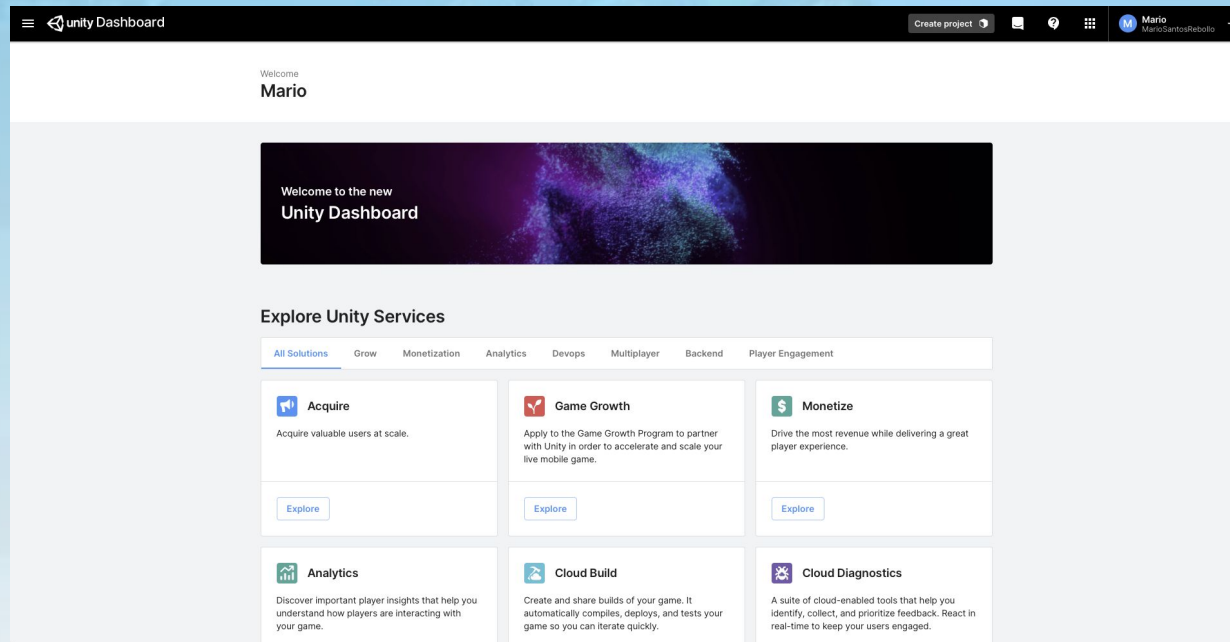 unity Dashboard
Create project
M
Mario
MarioSantosRebollo
Welcome
Mario
Welcome to the new
Unity Dashboard
Explore Unity Services
All Solutions Grow Monetization Analytics Devops Multiplayer Backend Player Engagement
Acquire
Acquire valuable users at scale.
Explore
Game Growth
Apply to the Game Growth Program to partner
with Unity in order to accelerate and scale your
live mobile game.
Explore
Monetize
Drive the most revenue while delivering a great
player experience.
Explore
Analytics
Discover important player insights that help you
understand how players are interacting with
your game.
Cloud Build
Create and share builds of your game. It
automatically compiles, deploys, and tests your
game so you can iterate quickly.
Cloud Diagnostics
A suite of cloud-enabled tools that help you
identify, collect, and prioritize feedback. React in
real-time to keep your users engaged.